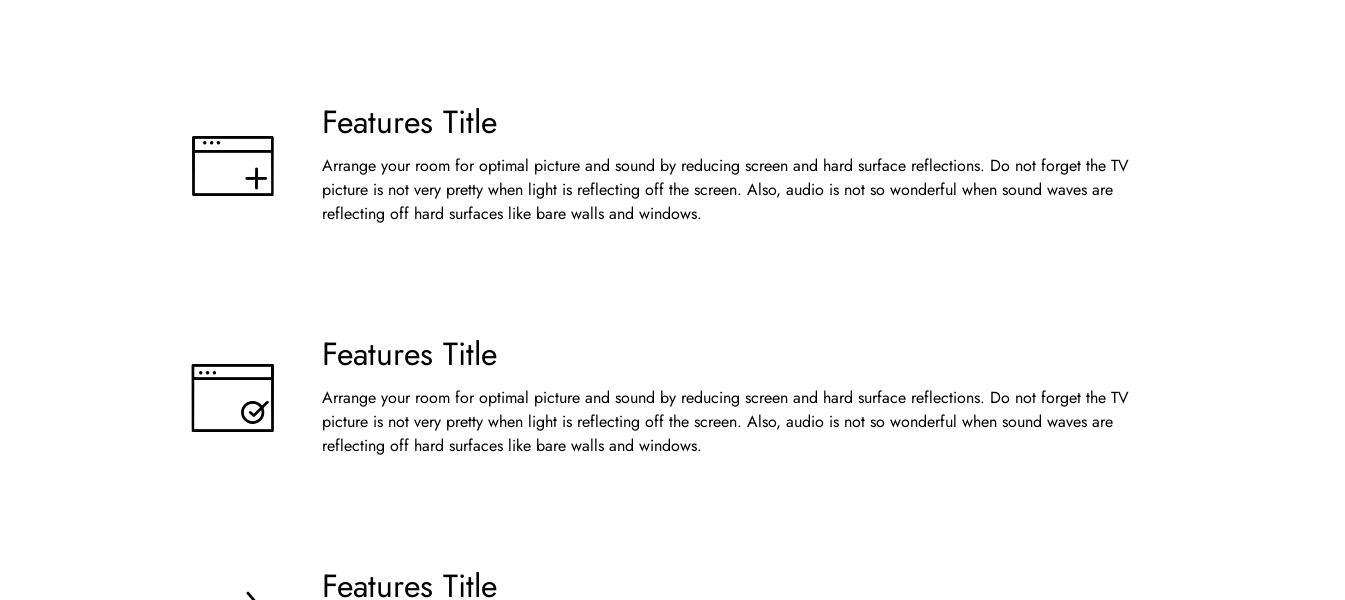 Features Title
Arrange your room for optimal picture and sound by reducing screen and hard surface reflections. Do not forget the TV
picture is not very pretty when light is reflecting off the screen. Also, audio is not so wonderful when sound waves are
reflecting off hard surfaces like bare walls and windows.
Features Title
Arrange your room for optimal picture and sound by reducing screen and hard surface reflections. Do not forget the TV
picture is not very pretty when light is reflecting off the screen. Also, audio is not so wonderful when sound waves are
reflecting off hard surfaces like bare walls and windows.
Features Title